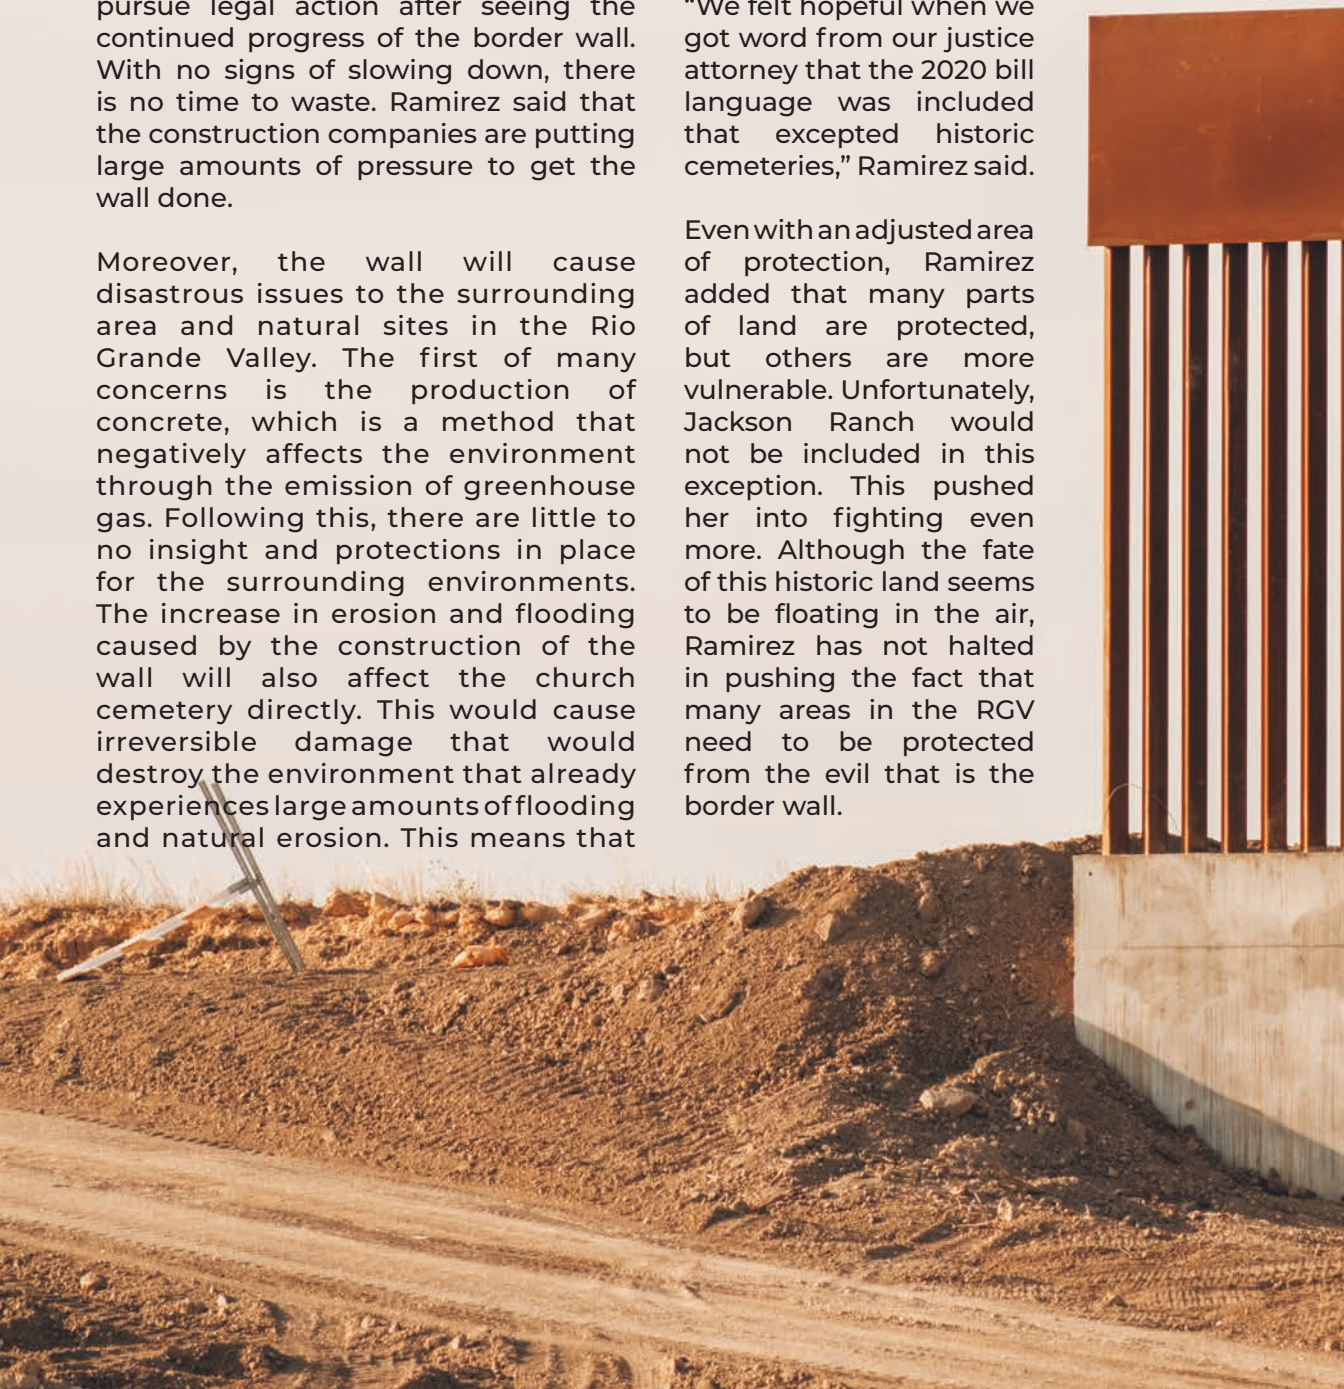 pursue legal action after seeing the
continued progress of the border wall.
With no signs of slowing down, there
is no time to waste. Ramirez said that
the construction companies are putting
large amounts of pressure to get the
wall done.
Moreover, the wall will cause
disastrous issues to the surrounding
area and natural sites in the Rio
Grande Valley. The first of many
concerns is the production of
concrete, which is a method that
negatively affects the environment
through the emission of greenhouse
gas. Following this, there are little to
no insight and protections in place
for the surrounding environments.
The increase in erosion and flooding
caused by the construction of the
wall will also affect the church
cemetery directly. This would cause
irreversible damage that would
destroy the environment that already
experiences large amounts of flooding
and natural erosion. This means that
“We felt hopeful when we
got word from our justice
attorney that the 2020 bill
language was included
that excepted historic
cemeteries,” Ramirez said.
Even with an adjusted area
of protection, Ramirez
added that many parts
of land are protected,
but others are more
vulnerable. Unfortunately,
Jackson Ranch would
not be included in this
exception. This pushed
her into fighting even
more. Although the fate
of this historic land seems
to be floating in the air,
Ramirez has not halted
in pushing the fact that
many areas in the RGV
need to be protected
from the evil that is the
border wall.